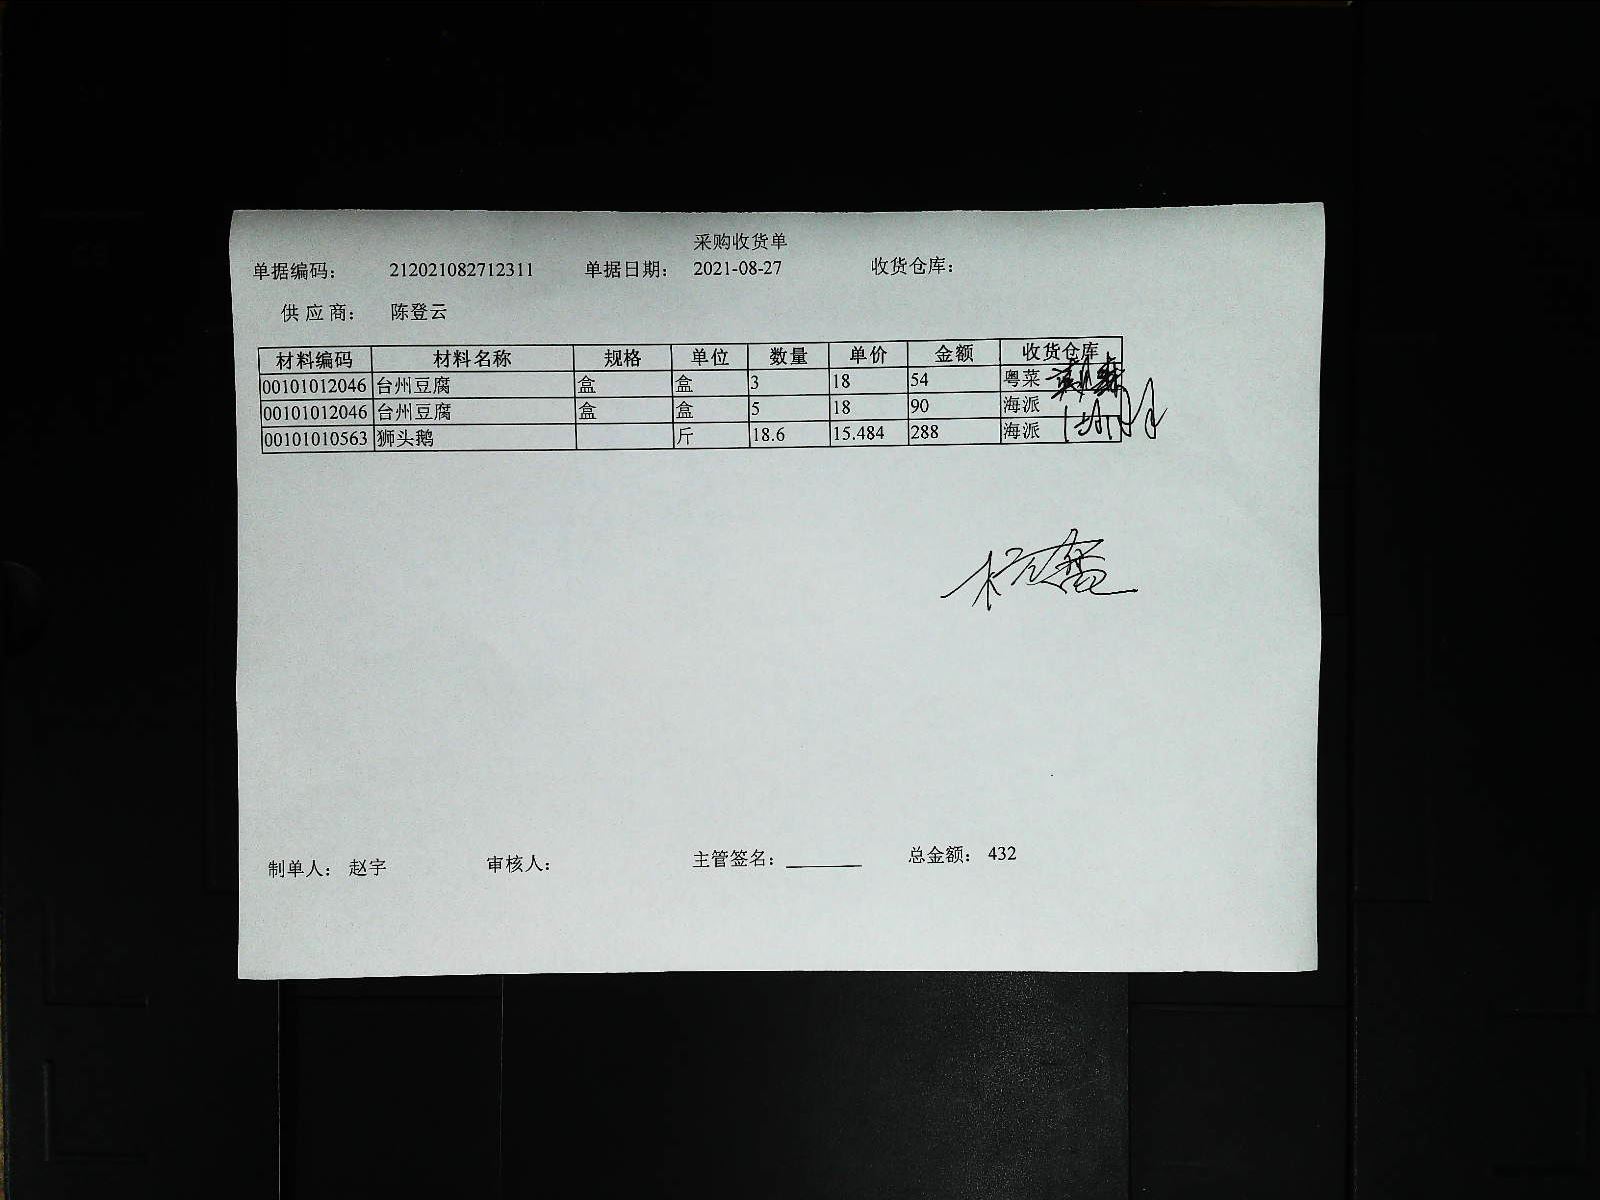 采购收货单
单据编码: 212021082712311 单据日期: 2021-08-27 收货仓库:
供应商: 陈登云
材料编码 材料名称 规格 单位 数量 单价 金额 收货仓库
00101012046 台州豆腐 盒 盒 3 18 54 粤菜
00101012046 台州豆腐 盒 盒 5 18 90 海派
00101010563 狮头鹅 斤 18.6 15.484 288 海派
制单人: 赵宇 审核人: 主管签名: 总金额: 432